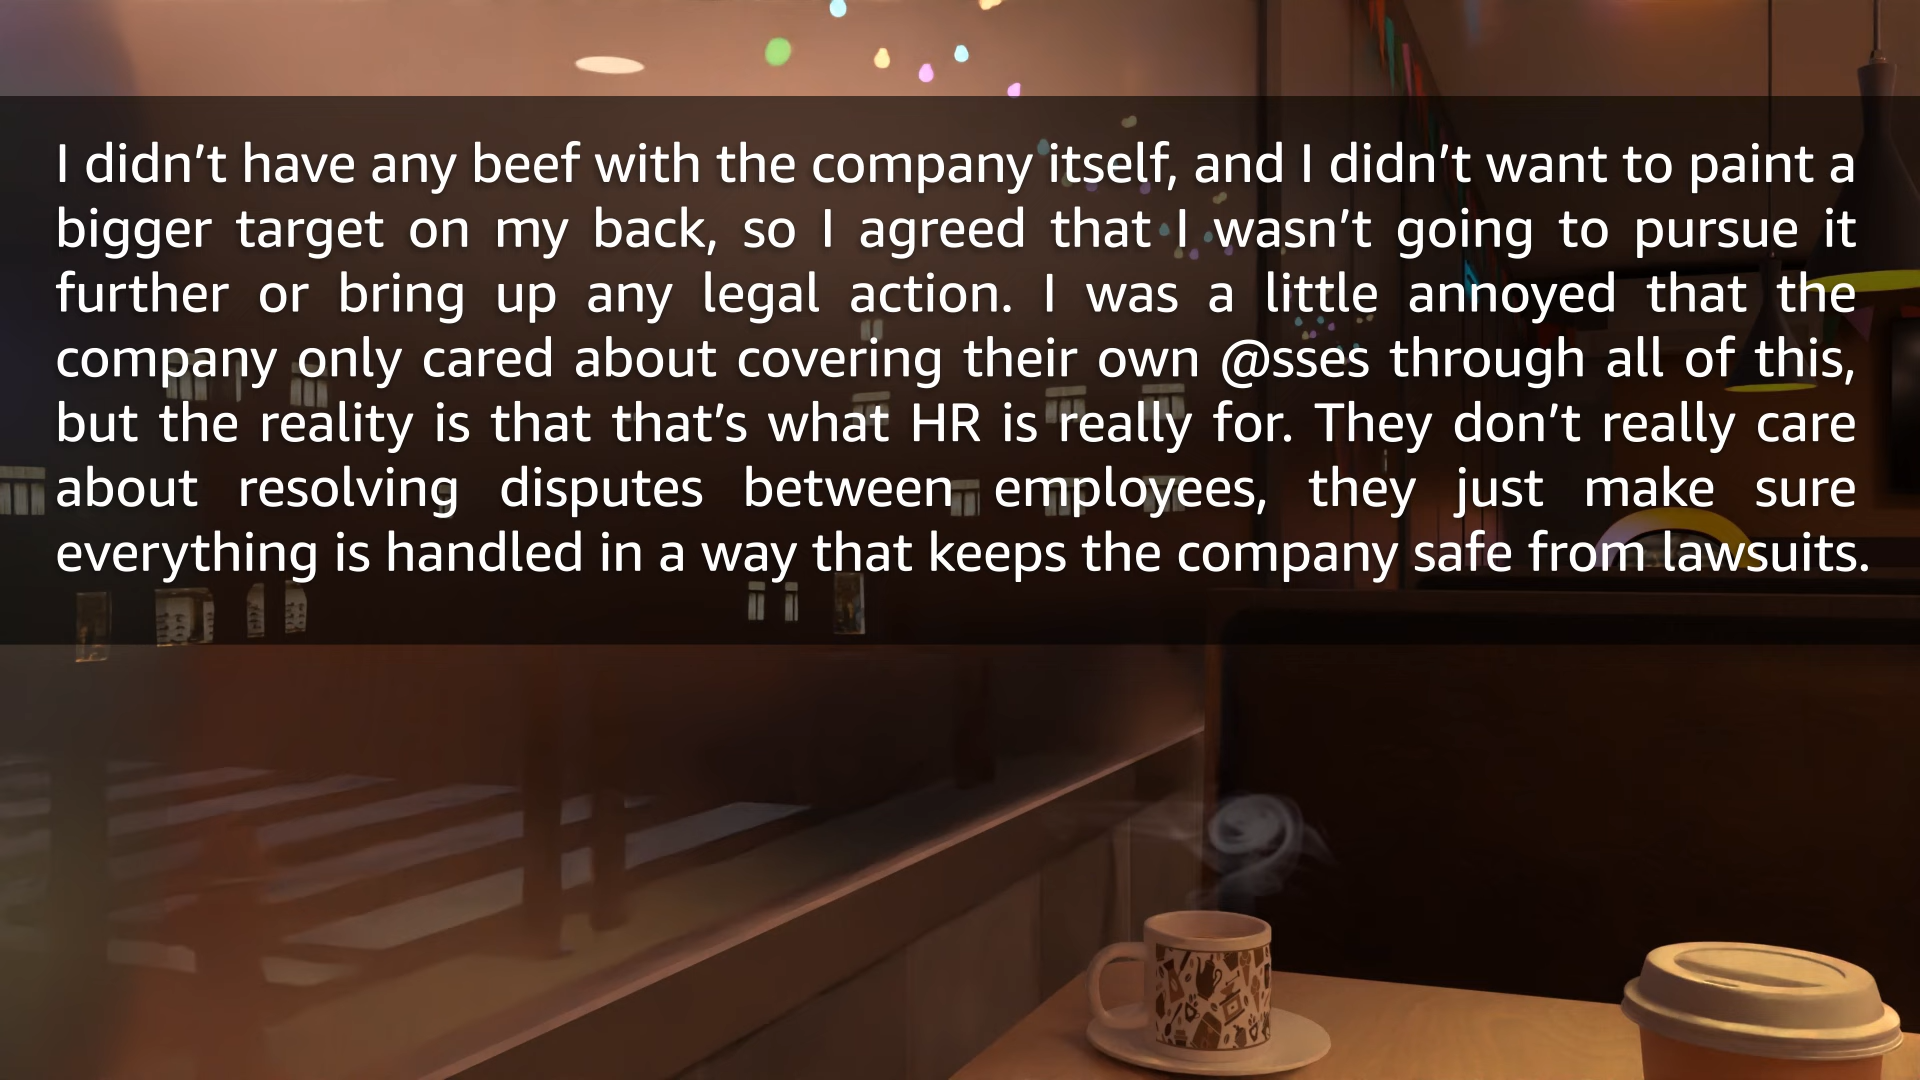 I didn’t have any beef with the company itself, and I didn’t want to paint a
bigger target on my back, so I agreed that I wasn’t going to pursue it
further or bring up any legal action. I was a little annoyed that the
company only cared about covering their own @sses through all of this,
but the reality is that that’s what HR is really for. They don’t really care
about resolving disputes between employees, they just make sure
everything is handled in a way that keeps the company safe from lawsuits.